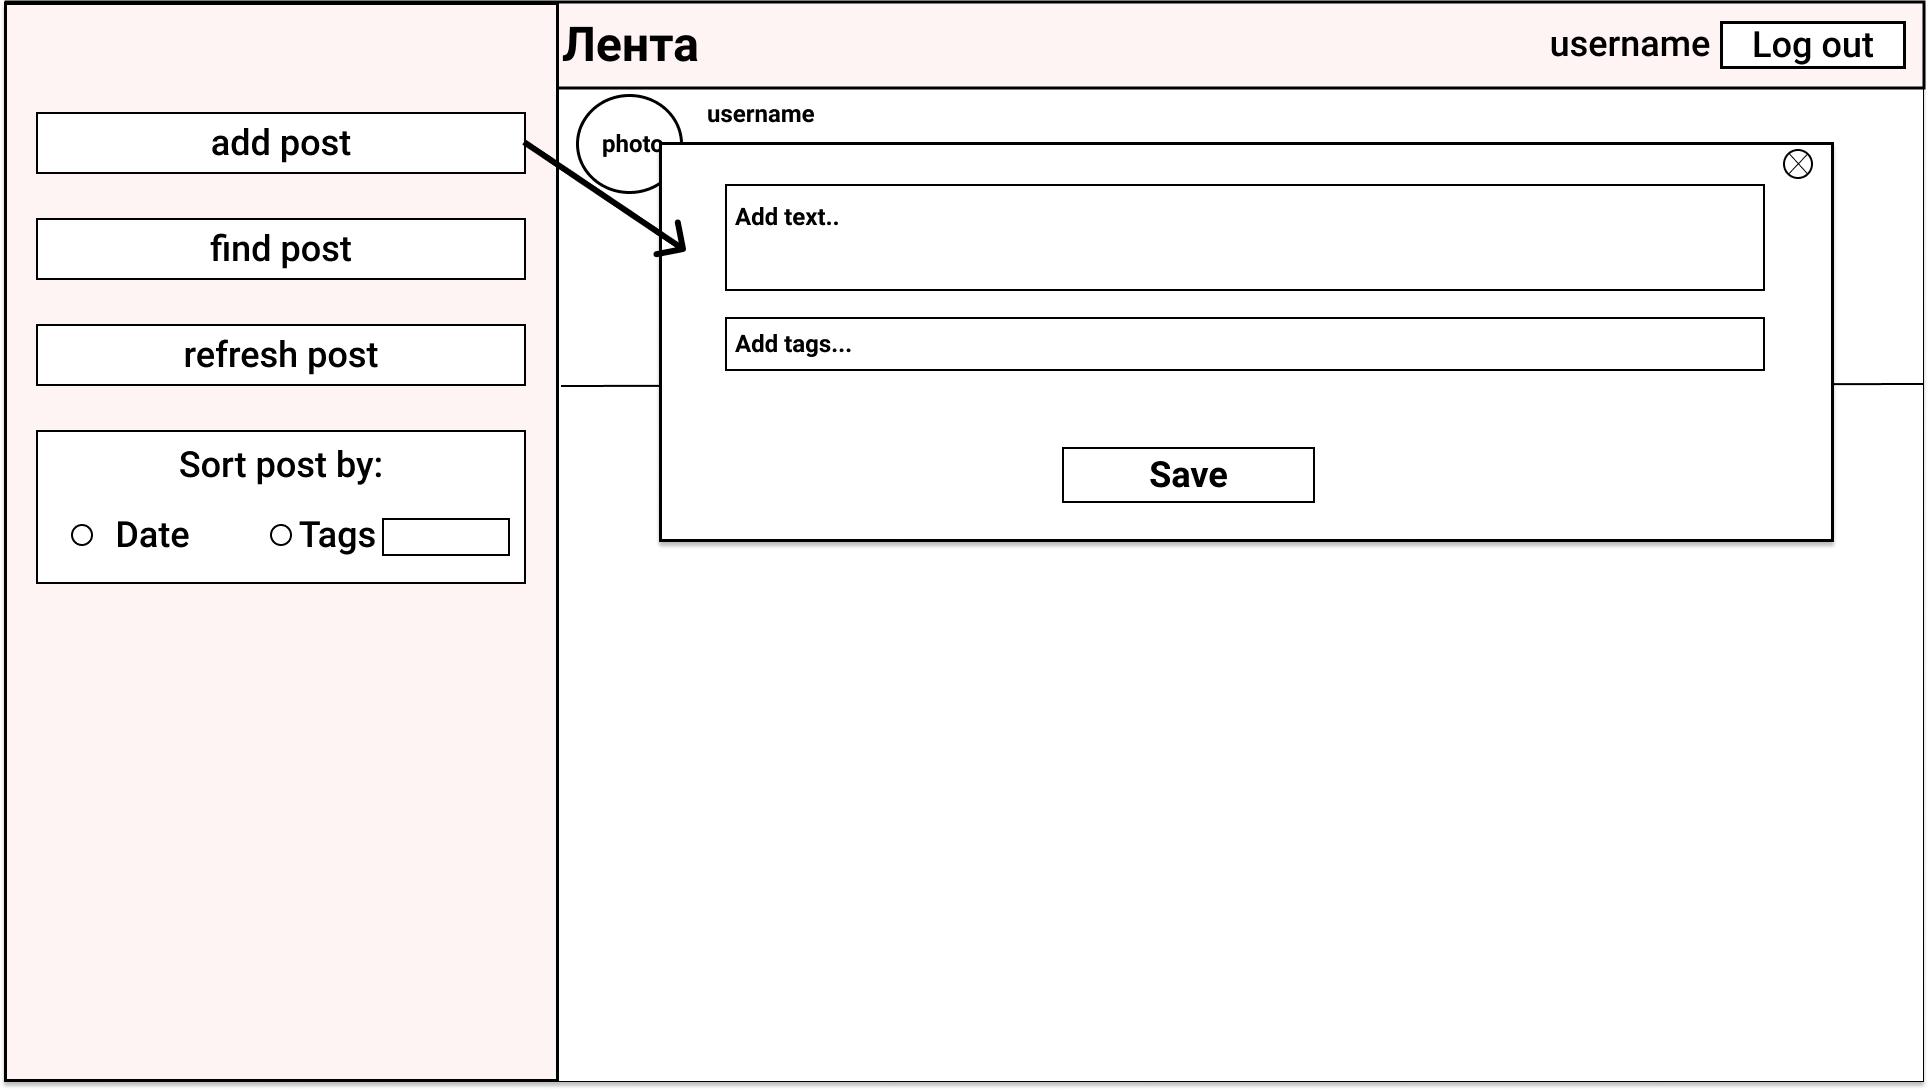 Лента
username
Log out
add post
find post
refresh post
Sort post by:
Date
Tags
username
photo
Add text..
Add tags...
Save